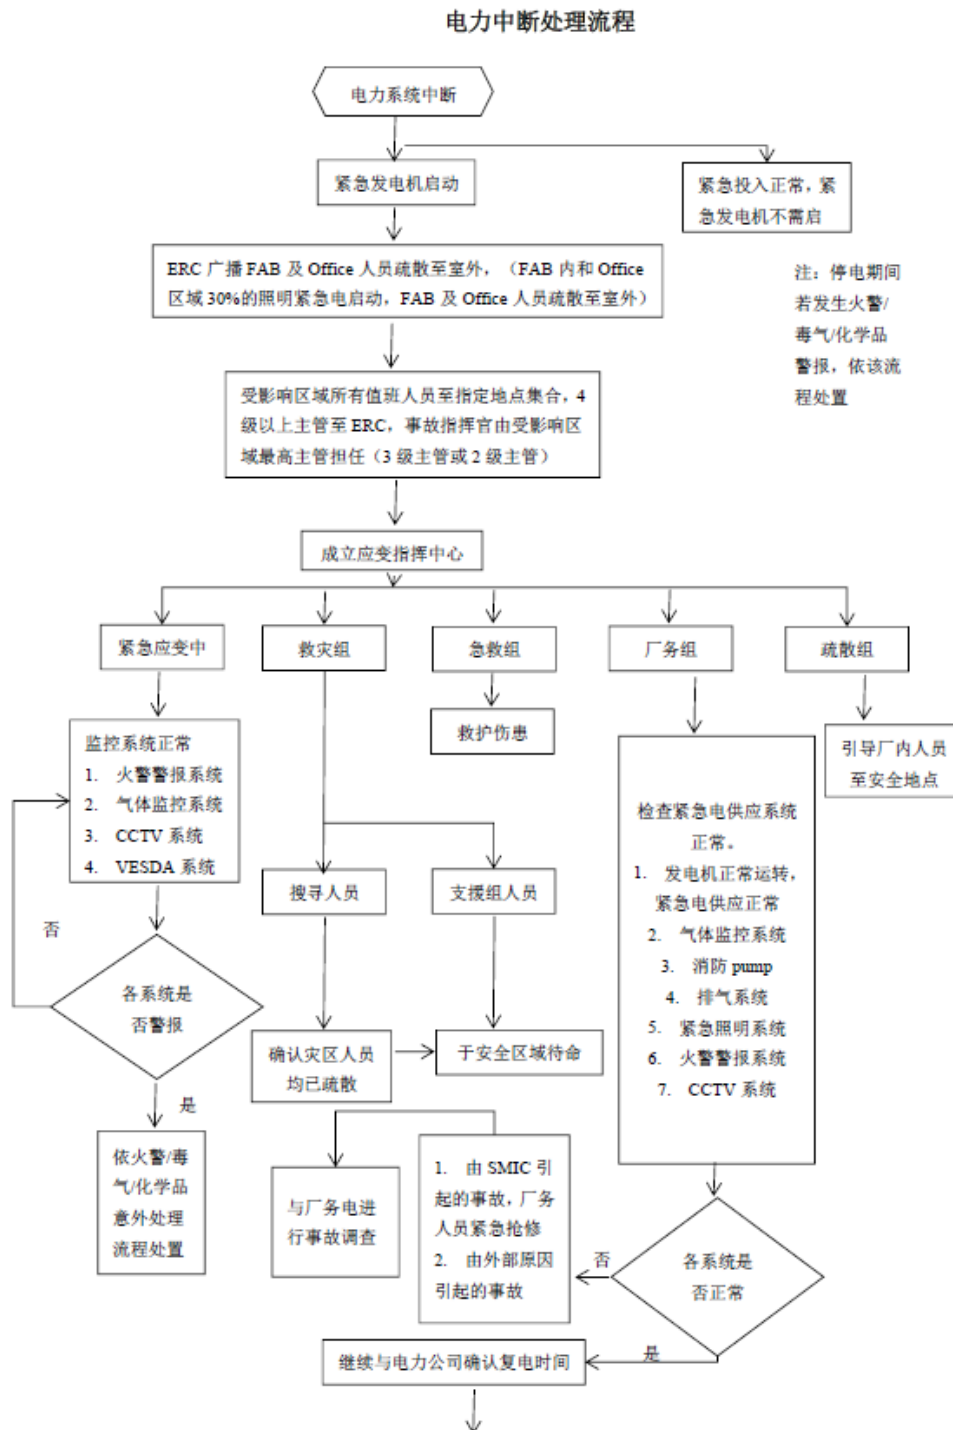 电力中断处理流程
电力系统中断
紧急发电机启动
紧急投入正常，紧
急发电机不需启
ERC 广播 FAB 及 Office 人员疏散至室外，（FAB 内和 Office
区域 30%的照明紧急电启动，FAB 及 Office 人员疏散至室外）
注：停电期间
若发生火警/
毒气/化学品
警报，依该流
程处置
受影响区域所有值班人员至指定地点集合，4
级以上主管至 ERC，事故指挥官由受影响区
域最高主管担任（3 级主管或 2 级主管）
成立应变指挥中心
紧急应变中
救灾组
急救组
厂务组
疏散组
监控系统正常
1. 火警警报系统
2. 气体监控系统
3. CCTV 系统
4. VESDA 系统
救护伤患
引导厂内人员
至安全地点
检查紧急电供应系统
正常。
1. 发电机正常运转，
紧急电供应正常
2. 气体监控系统
3. 消防 pump
4. 排气系统
5. 紧急照明系统
6. 火警警报系统
7. CCTV 系统
搜寻人员
支援组人员
否
各系统是
否警报
确认灾区人员
均已疏散
于安全区域待命
是
依火警/毒
气/化学品
意外处理
流程处置
与厂务电进
行事故调查
1. 由 SMIC 引
起的事故，厂务
人员紧急抢修
2. 由外部原因
引起的事故
否
各系统是
否正常
是
继续与电力公司确认复电时间